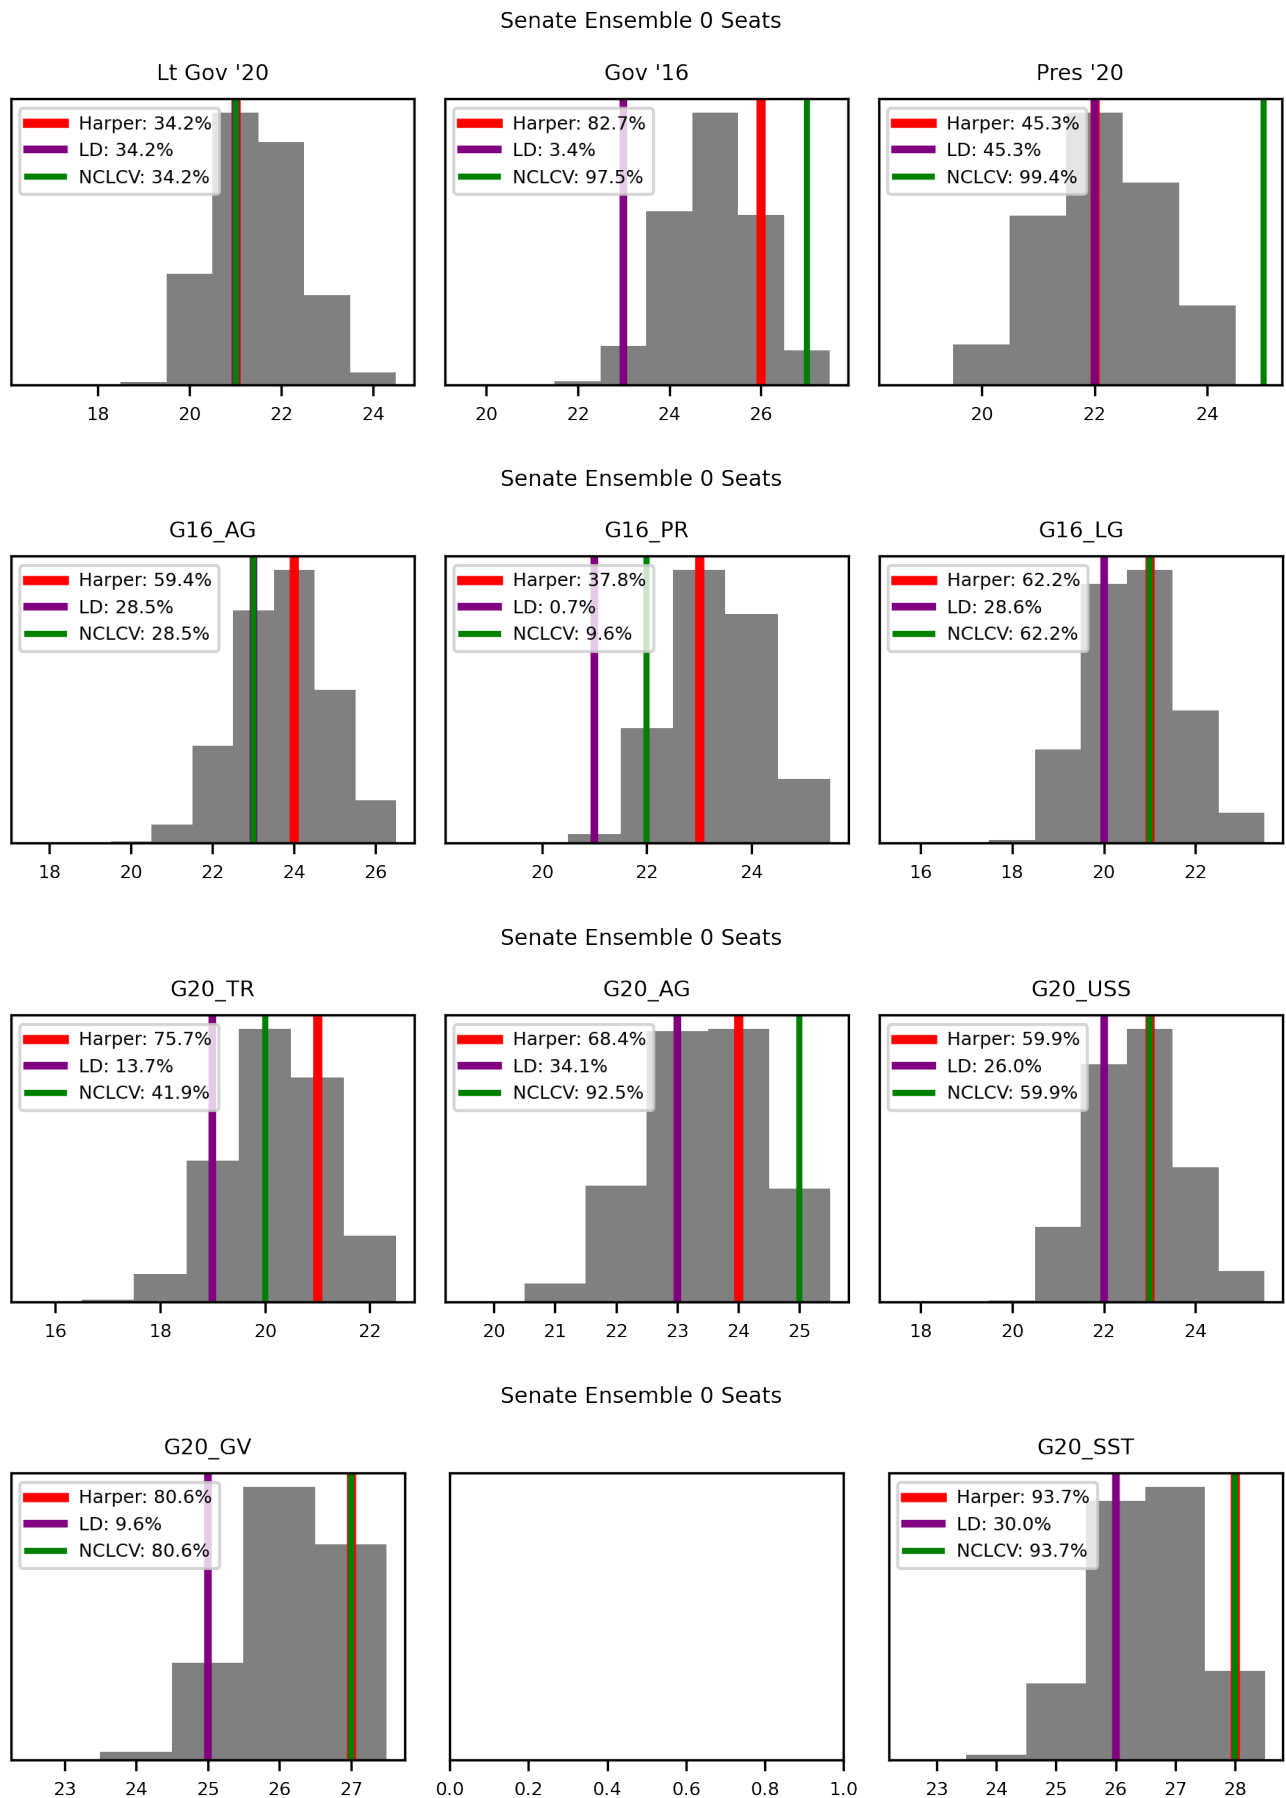 Senate Ensemble 0 Seats
Lt Gov '20 Gov '16 Pres '20
Harper: 34.2% Harper: 82.7% Harper: 45.3%
LD: 34.2% LD: 3.4% LD: 45.3%
NCLCV: 34.2% NCLCV: 97.5% NCLCV: 99.4%
18 20 22 24 20 22 24 26 20 22 24
Senate Ensemble 0 Seats
G16_AG G16_PR G16_LG
Harper: 59.4% Harper: 37.8% Harper: 62.2%
LD: 28.5% LD: 0.7% LD: 28.6%
NCLCV: 28.5% NCLCV: 9.6% NCLCV: 62.2%
18 20 22 24 26 20 22 24 16 18 20 22
Senate Ensemble 0 Seats
G20_TR G20_AG G20_USS
Harper: 75.7% Harper: 68.4% Harper: 59.9%
LD: 13.7% LD: 34.1% LD: 26.0%
NCLCV: 41.9% NCLCV: 92.5% NCLCV: 59.9%
16 18 20 22 20 21 22 23 24 25 18 20 22 24
Senate Ensemble 0 Seats
G20_GV G20_SST
Harper: 80.6% Harper: 93.7%
LD: 9.6% LD: 30.0%
NCLCV: 80.6% NCLCV: 93.7%
23 24 25 26 27 0.0 0.2 0.4 0.6 0.8 1.0 23 24 25 26 27 28